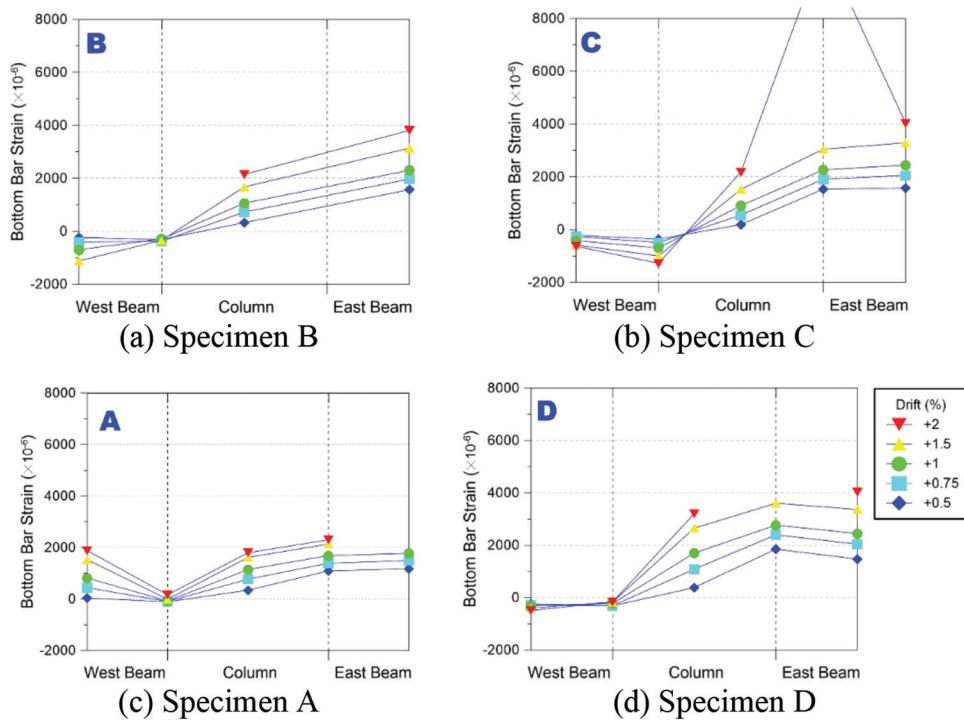 B
Bottom Bar Strain (×10⁻⁶)
8000
6000
4000
2000
0
-2000
West Beam Column East Beam
(a) Specimen B
C
Bottom Bar Strain (×10⁻⁶)
8000
6000
4000
2000
0
-2000
West Beam Column East Beam
(b) Specimen C
A
Bottom Bar Strain (×10⁻⁶)
8000
6000
4000
2000
0
-2000
West Beam Column East Beam
(c) Specimen A
D
Bottom Bar Strain (×10⁻⁶)
8000
6000
4000
2000
0
-2000
West Beam Column East Beam
(d) Specimen D
Drift (%)
+2
+1.5
+1
+0.75
+0.5